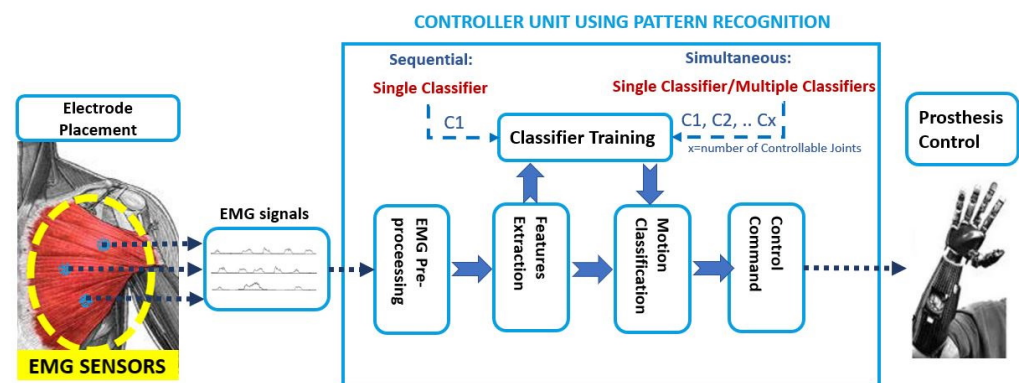 CONTROLLER UNIT USING PATTERN RECOGNITION
Electrode
Placement
EMG SENSORS
EMG signals
Sequential:
Single Classifier
C1
Simultaneous:
Single Classifier/Multiple Classifiers
C1, C2, .. Cx
x=number of Controllable Joints
Classifier Training
EMG Pre-
proceessing
Features
Extraction
Motion
Classification
Control
Command
Prosthesis
Control